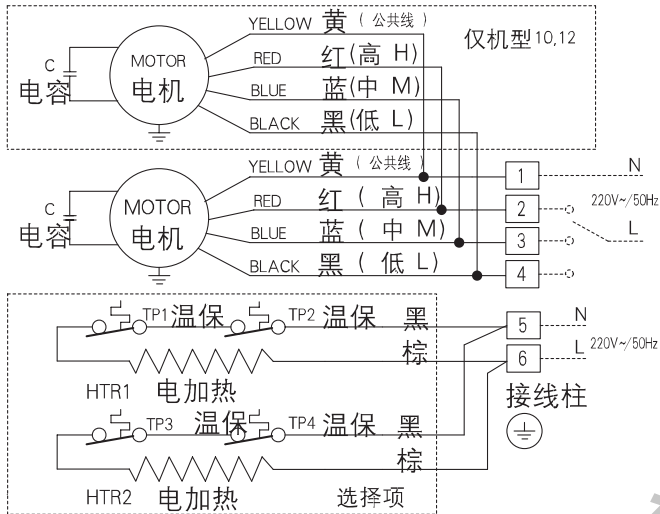 YELLOW 黄 ( 公共线 )
仅机型10,12
C
电容
MOTOR
电机
RED 红(高 H)
BLUE 蓝(中 M)
BLACK 黑(低 L)
YELLOW 黄 ( 公共线 )
1 N
C
电容
MOTOR
电机
RED 红 ( 高 H)
2 220V~/50Hz
BLUE 蓝 ( 中 M)
3 L
BLACK 黑 ( 低 L)
4
TP1温保 TP2 温保 黑 5 N
棕 6 L 220V~/50Hz
HTR1 电加热
接线柱
TP3 温保 TP4 温保 黑
棕
HTR2 电加热 选择项